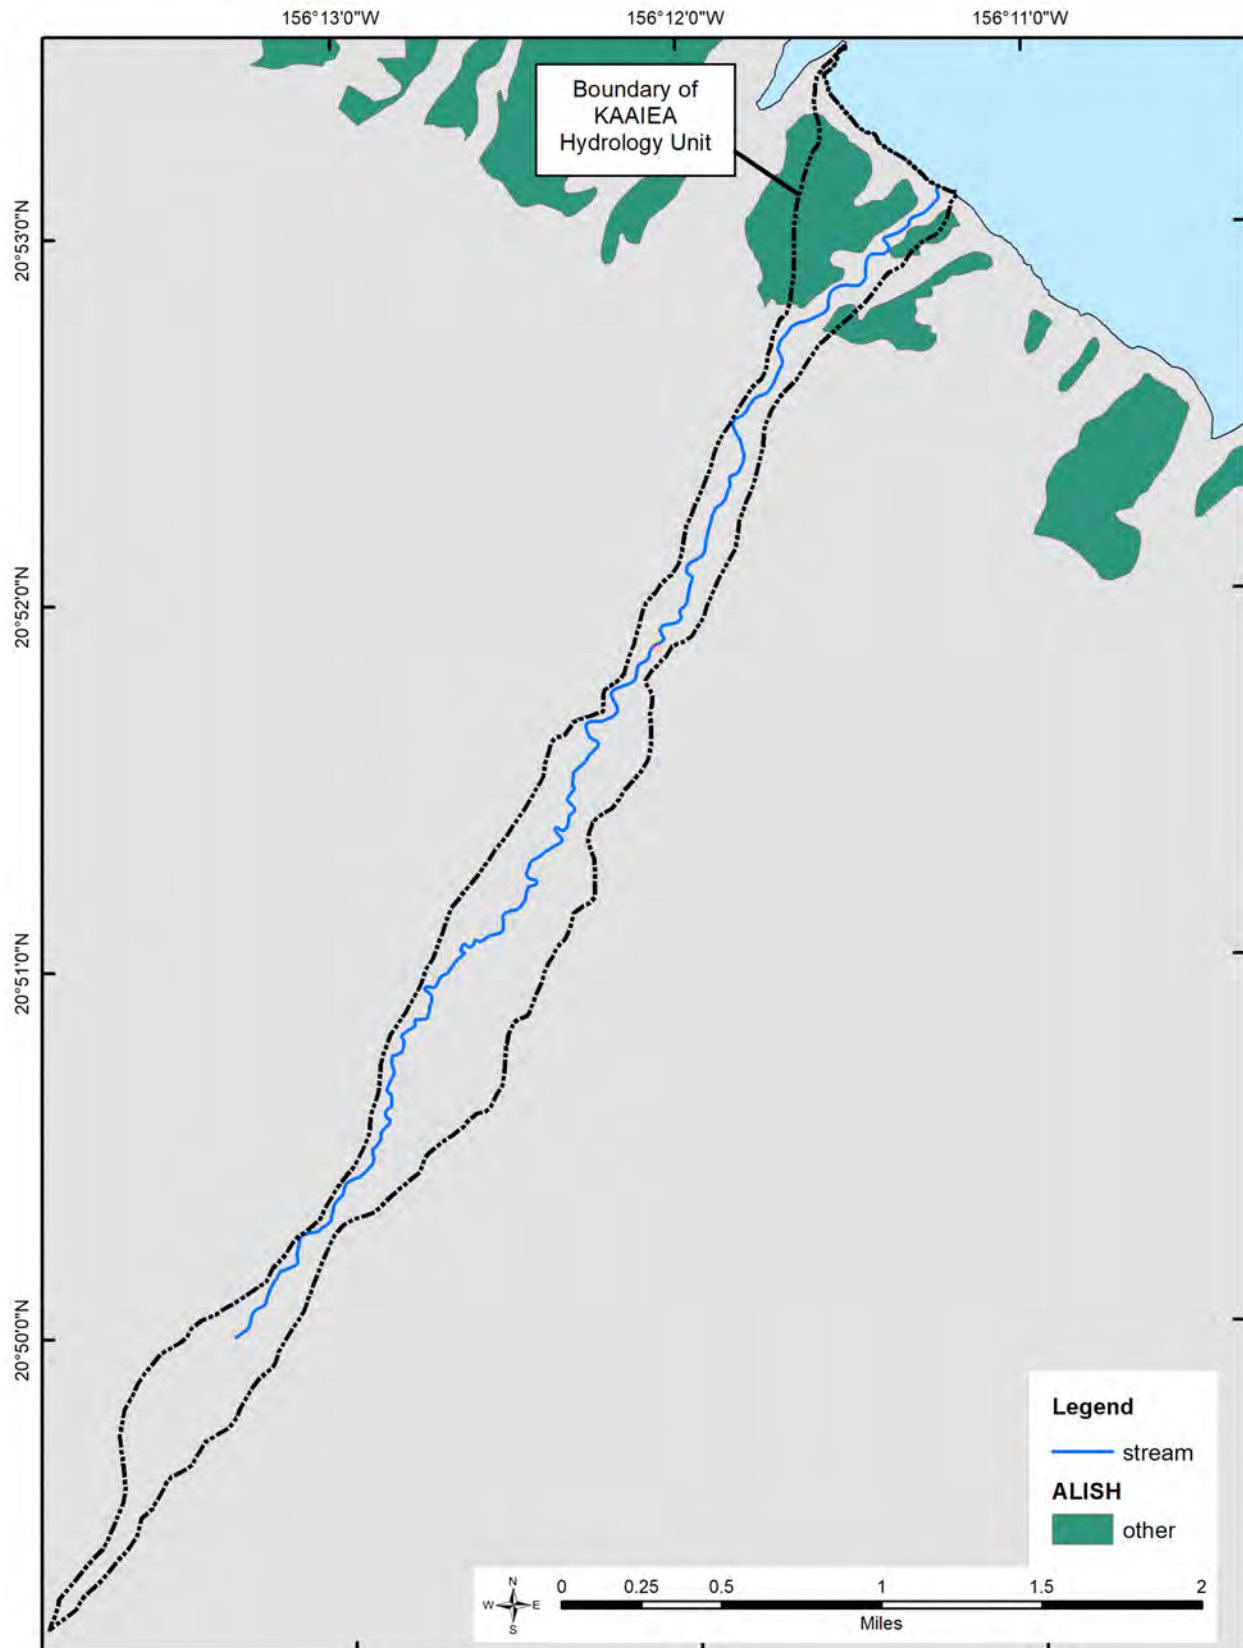 156°13'0"W
156°12'0"W
156°11'0"W
Boundary of
KAAIEA
Hydrology Unit
20°53'0"N
20°52'0"N
20°51'0"N
20°50'0"N
Legend
stream
ALISH
other
N
W E
S
0 0.25 0.5 1 1.5 2
Miles